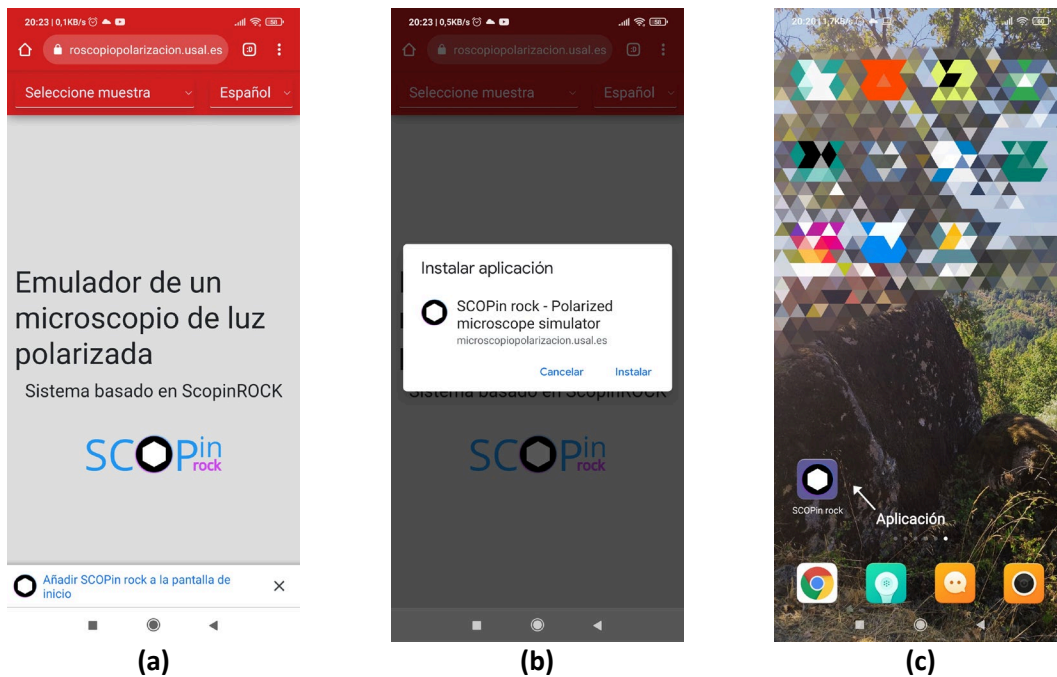 20:23 | 0,1KB/s
58
roscopiopolarizacion.usal.es
:D
Seleccione muestra
Español
Emulador de un
microscopio de luz
polarizada
Sistema basado en ScopinROCK
SCOPin
rock
Añadir SCOPin rock a la pantalla de
inicio
(a)
20:23 | 0,5KB/s
58
roscopiopolarizacion.usal.es
:D
Seleccione muestra
Español
Instalar aplicación
SCOPin rock - Polarized
microscope simulator
microscopiopolarizacion.usal.es
Cancelar
Instalar
Sistema basado en ScopinROCK
SCOPin
rock
(b)
SCOPin rock
Aplicación
(c)